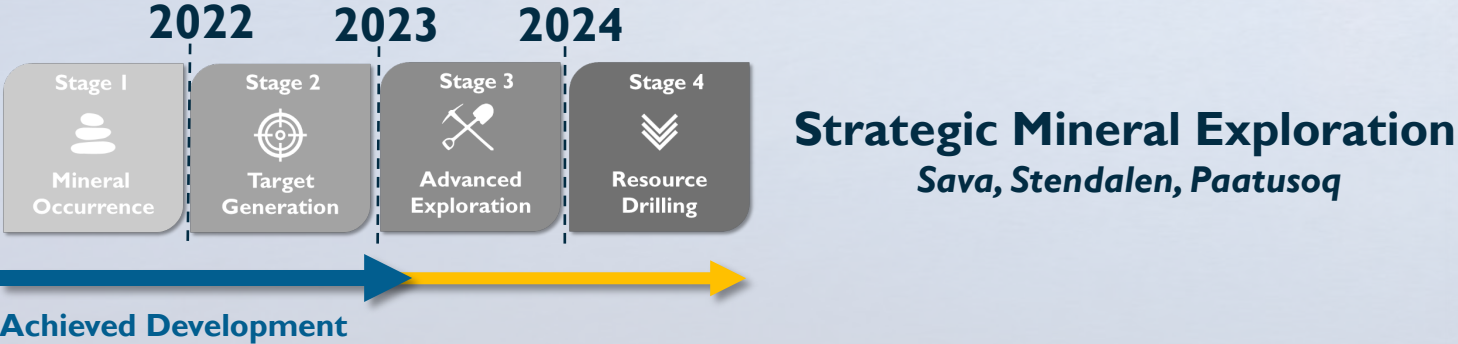 2022 2023 2024
Stage 1 Stage 2 Stage 3 Stage 4
Mineral Target Advanced Resource
Occurrence Generation Exploration Drilling
Strategic Mineral Exploration
Sava, Stendalen, Paatusoq
Achieved Development